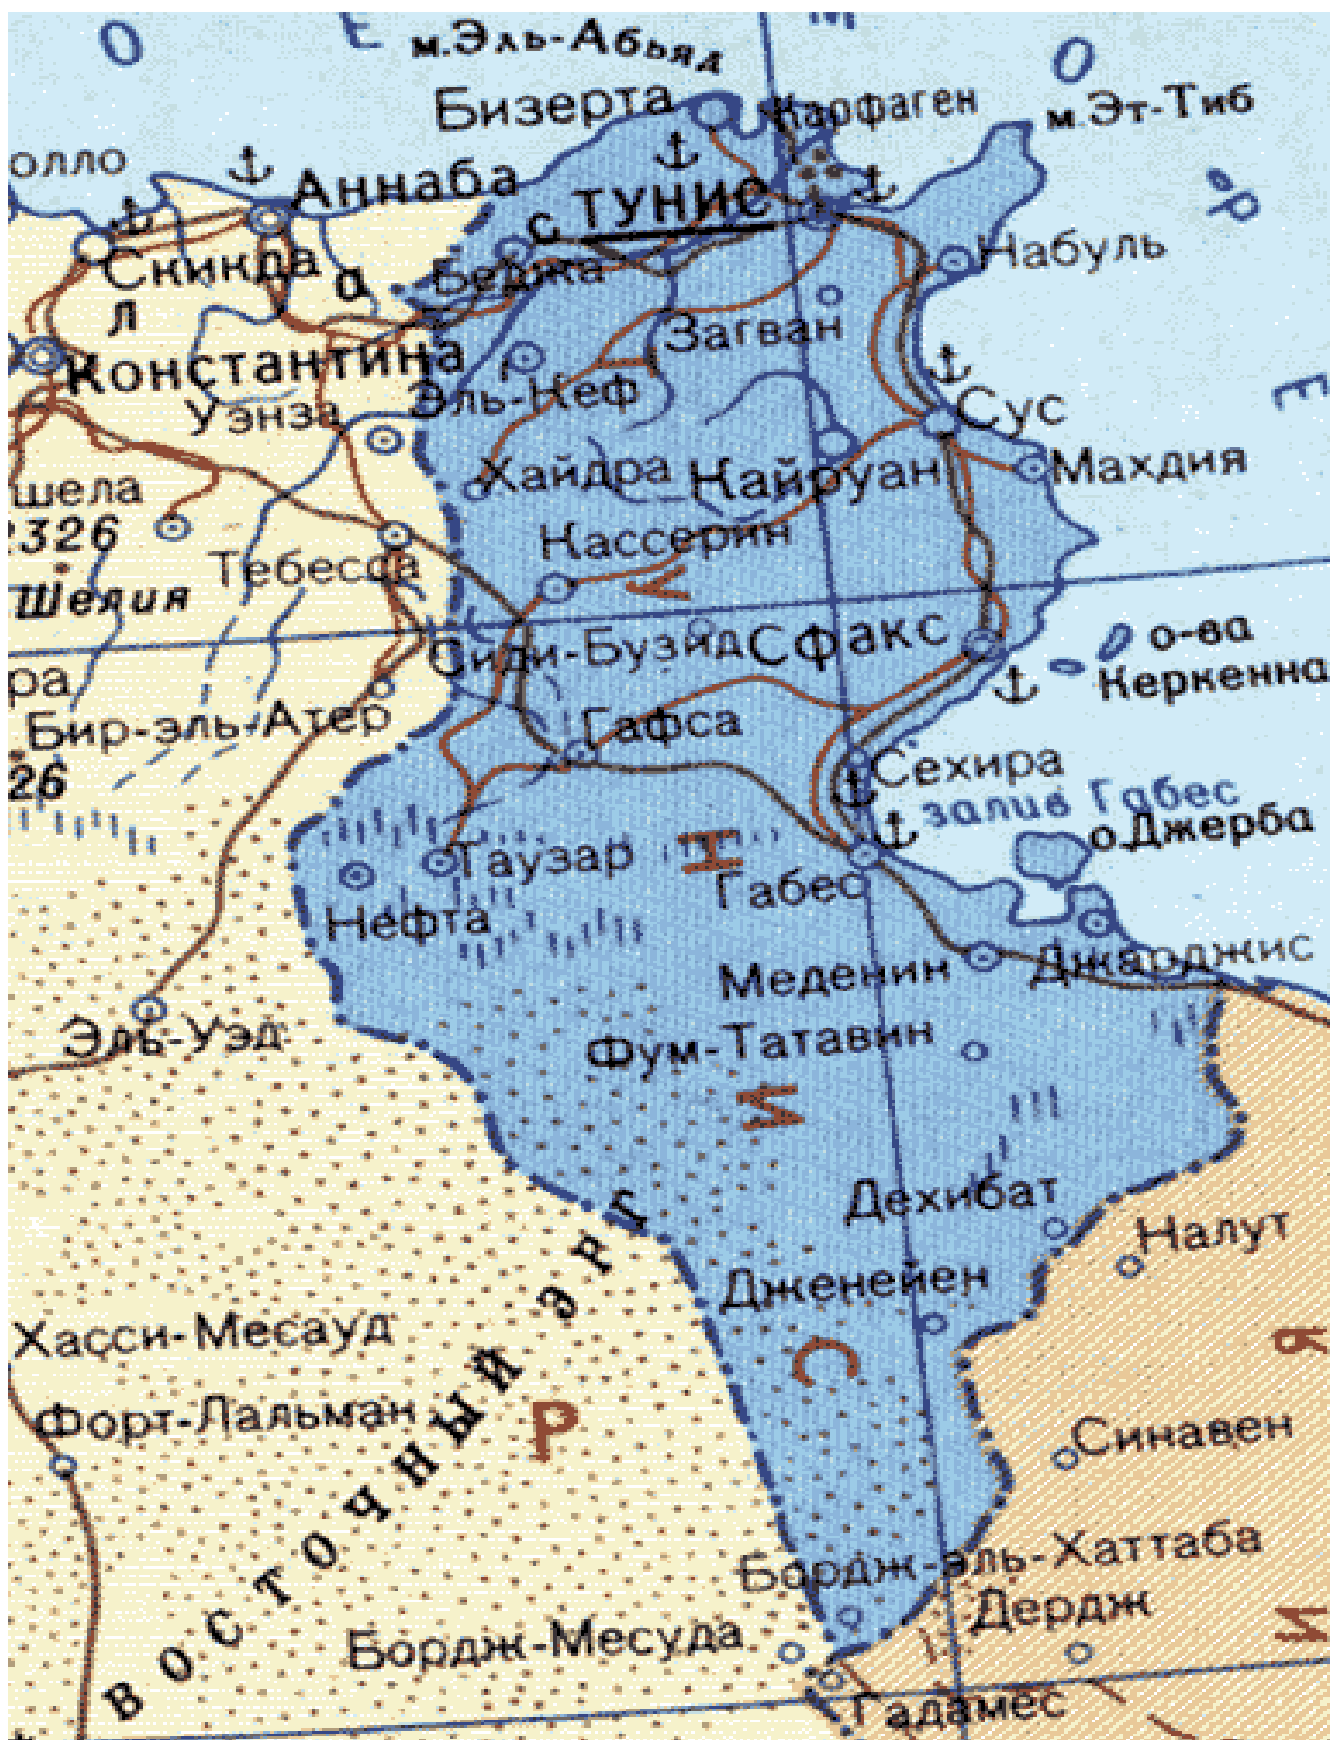 О
м.Эль-Абьяд
О
Бизерта
Карфаген
м.Эт-Тиб
олло
Аннаба
ТУНИС
Р
С
Скикда
а
Беджа
Набуль
л
Загван
Константина
Е
Уэнза
Эль-Кеф
Сус
шела
Хайдра
Кайруан
Махдия
2326
Кассерин
Тебесса
Шелия
У
о-ва
Керкенна
Сиди-Бузид
Сфакс
ра
Бир-эль-Атер
Гафса
26
Сехира
залив Габес
о.Джерба
Таузар
Н
Габес
Нефта
Меденин
Джарджис
Эль-Уэд
Фум-Татавин
И
Дехибат
Налут
Дженейен
Хасси-Месауд
Я
С
Форт-Лальман
Р
Синавен
ВОСТОЧНЫЙ ЭРГ
Бордж-эль-Хаттаба
Дердж
Бордж-Месуда
И
Гадамес